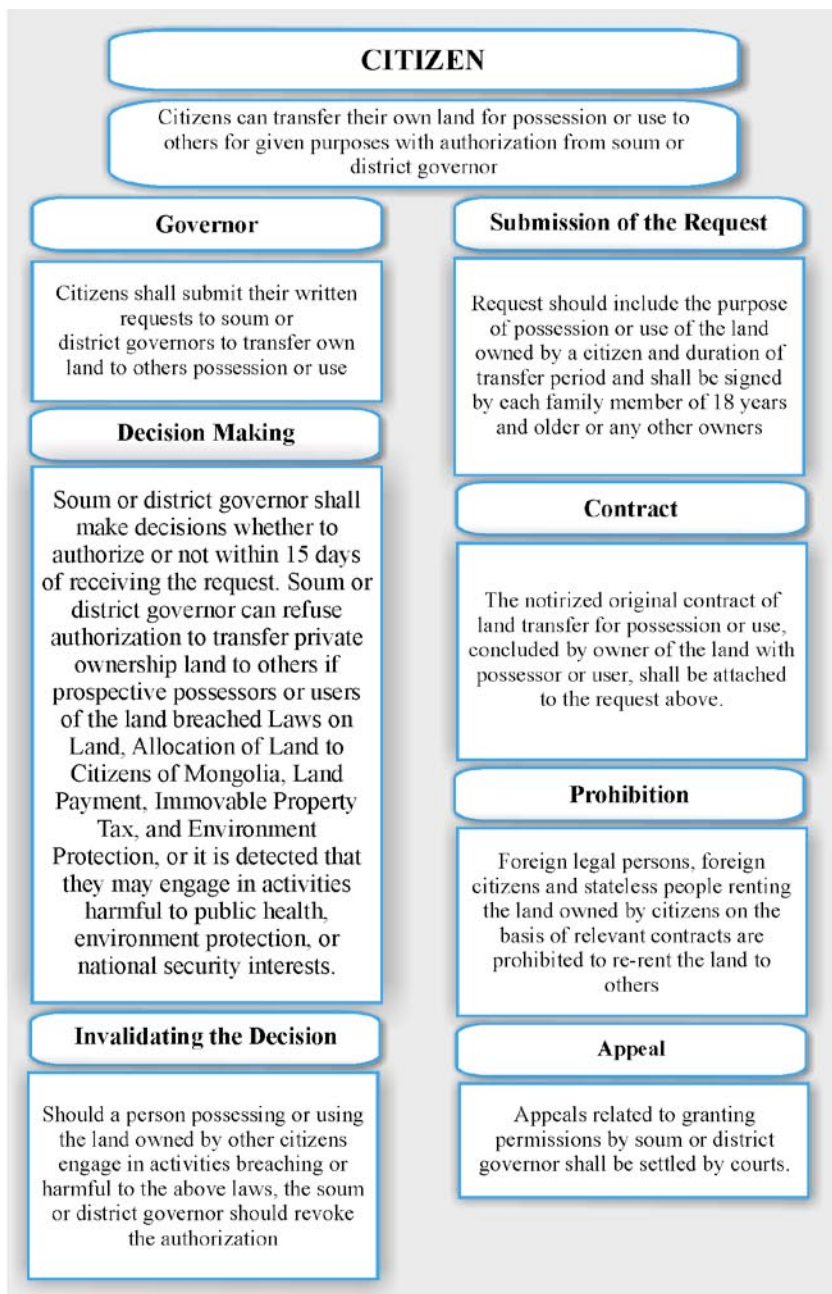 CITIZEN
Citizens can transfer their own land for possession or use to
others for given purposes with authorization from soum or
district governor
Governor
Citizens shall submit their written
requests to soum or
district governors to transfer own
land to others possession or use
Decision Making
Soum or district governor shall
make decisions whether to
authorize or not within 15 days
of receiving the request. Soum or
district governor can refuse
authorization to transfer private
ownership land to others if
prospective possessors or users
of the land breached Laws on
Land, Allocation of Land to
Citizens of Mongolia, Land
Payment, Immovable Property
Tax, and Environment
Protection, or it is detected that
they may engage in activities
harmful to public health,
environment protection, or
national security interests.
Invalidating the Decision
Should a person possessing or using
the land owned by other citizens
engage in activities breaching or
harmful to the above laws, the soum
or district governor should revoke
the authorization
Submission of the Request
Request should include the purpose
of possession or use of the land
owned by a citizen and duration of
transfer period and shall be signed
by each family member of 18 years
and older or any other owners
Contract
The notirized original contract of
land transfer for possession or use,
concluded by owner of the land with
possessor or user, shall be attached
to the request above.
Prohibition
Foreign legal persons, foreign
citizens and stateless people renting
the land owned by citizens on the
basis of relevant contracts are
prohibited to re-rent the land to
others
Appeal
Appeals related to granting
permissions by soum or district
governor shall be settled by courts.